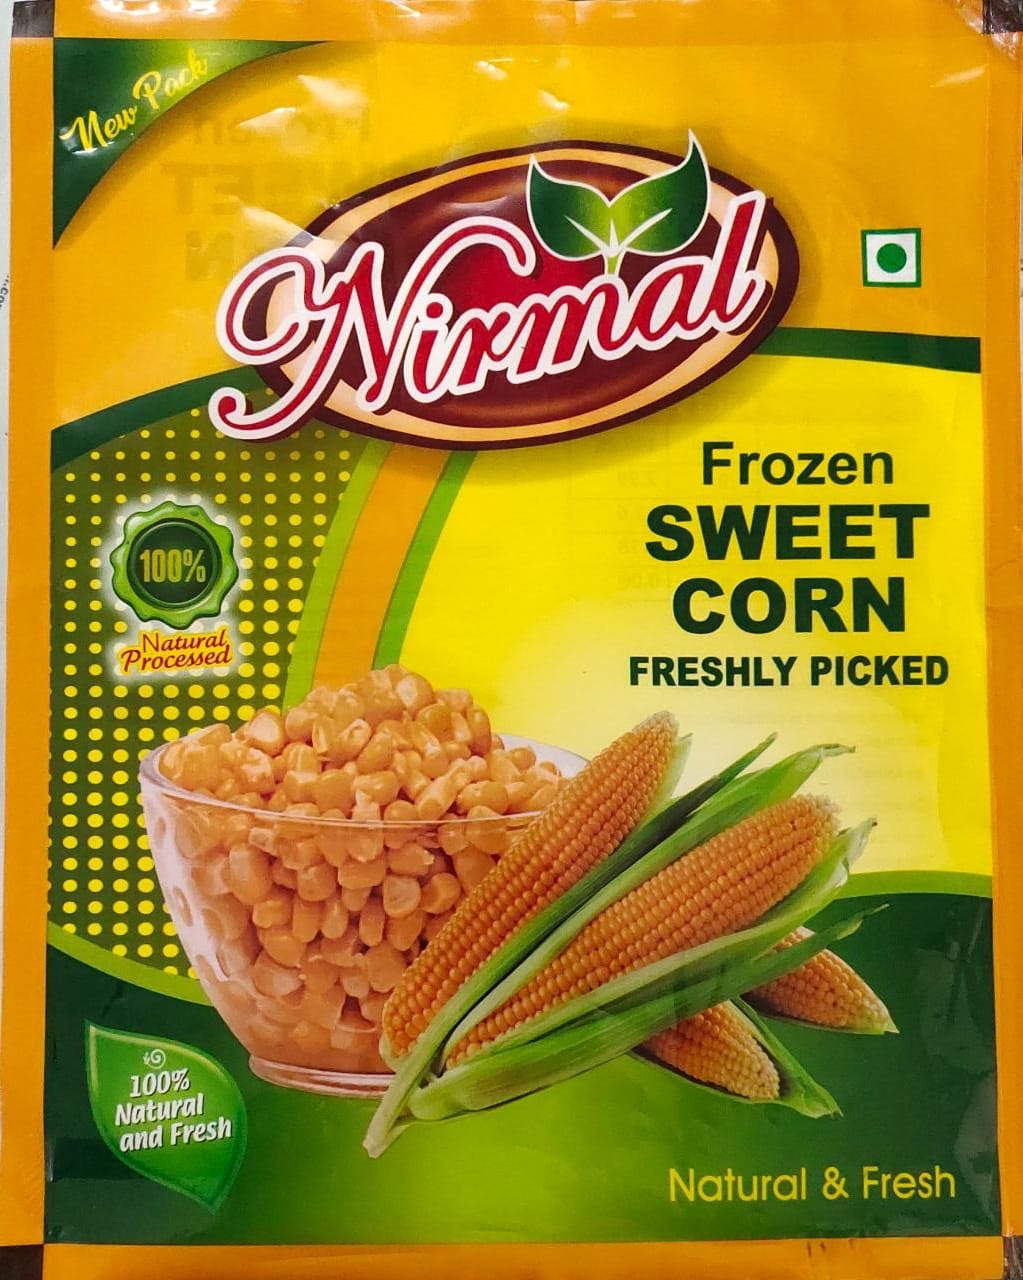 New Pack
Nirmal
Frozen
SWEET
CORN
FRESHLY PICKED
100%
Natural
Processed
100%
Natural
and Fresh
Natural & Fresh